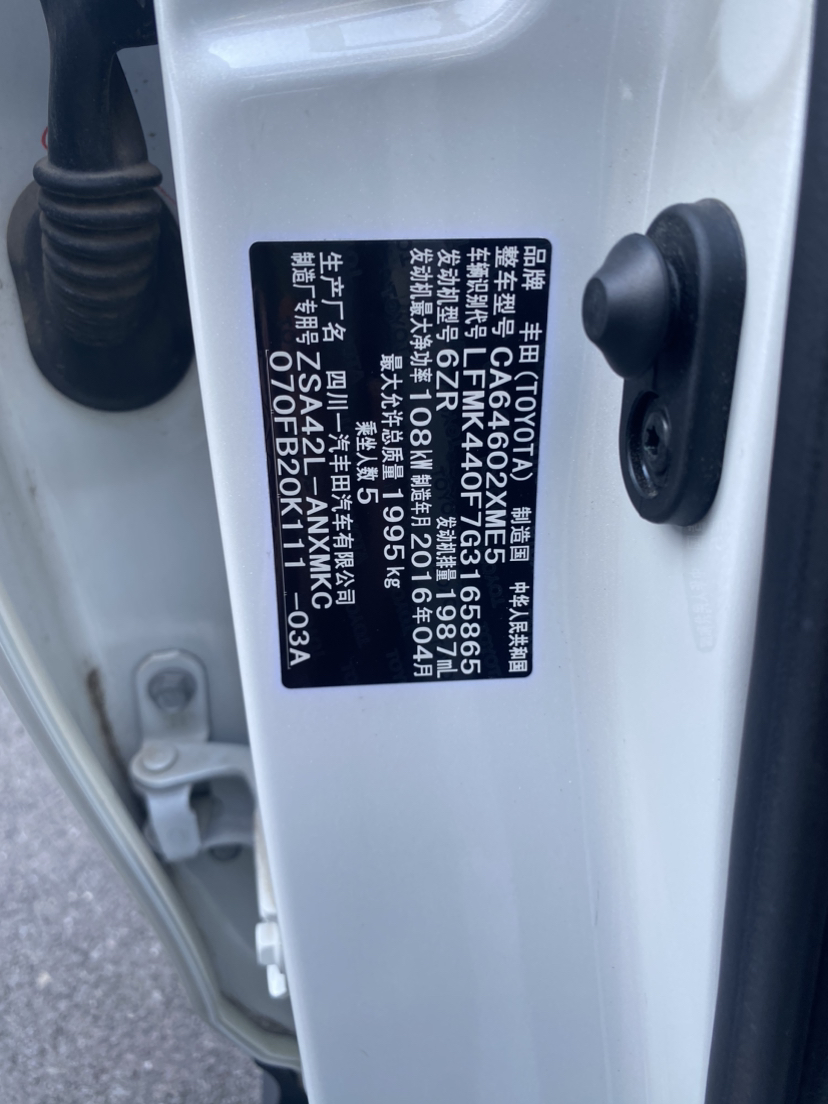 品牌 丰田(TOYOTA) 制造国 中华人民共和国
整车型号 CA64602XME5
车辆识别代号 LFMK440F7G3165865
发动机型号 6ZR 发动机排量 1987mL
发动机最大净功率 108kW 制造年月 2016年04月
最大允许总质量 1995kg
乘坐人数 5
生产厂名 四川一汽丰田汽车有限公司
制造厂专用号 ZSA42L-ANXMKC
070FB20K111 -03A